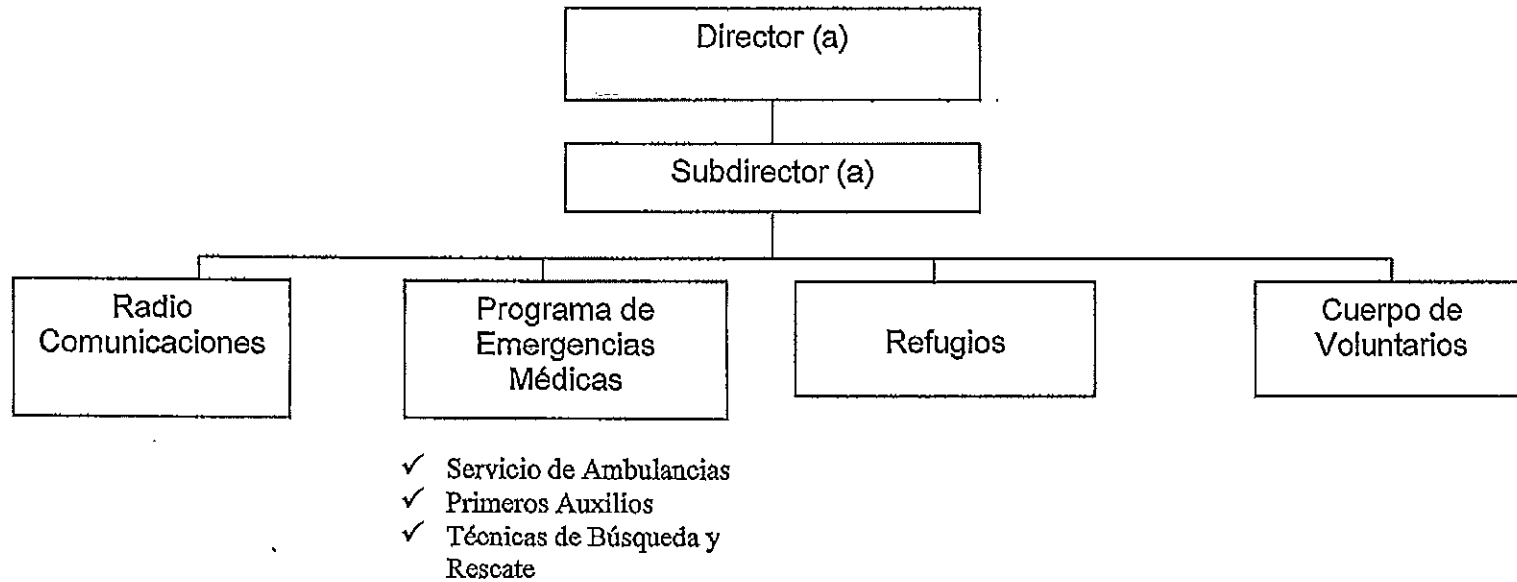 Director (a)
Subdirector (a)
Radio
Comunicaciones
Programa de
Emergencias
Médicas
Refugios
Cuerpo de
Voluntarios
✓ Servicio de Ambulancias
✓ Primeros Auxilios
✓ Técnicas de Búsqueda y
Rescate